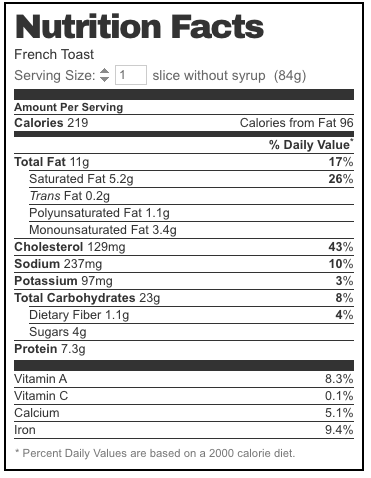 Nutrition Facts
French Toast
Serving Size: 1 slice without syrup (84g)
Amount Per Serving
Calories 219 Calories from Fat 96
% Daily Value*
Total Fat 11g 17%
Saturated Fat 5.2g 26%
Trans Fat 0.2g
Polyunsaturated Fat 1.1g
Monounsaturated Fat 3.4g
Cholesterol 129mg 43%
Sodium 237mg 10%
Potassium 97mg 3%
Total Carbohydrates 23g 8%
Dietary Fiber 1.1g 4%
Sugars 4g
Protein 7.3g
Vitamin A 8.3%
Vitamin C 0.1%
Calcium 5.1%
Iron 9.4%
* Percent Daily Values are based on a 2000 calorie diet.